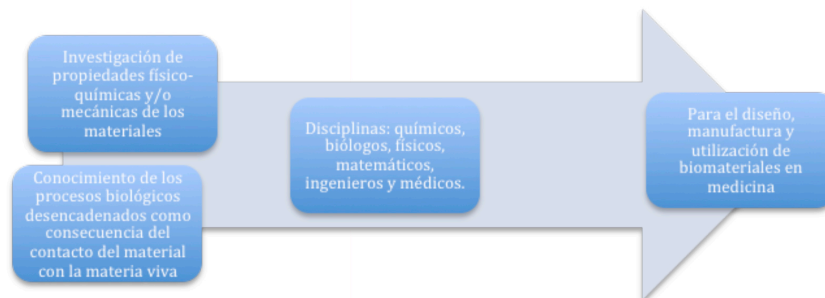 Investigación de
propiedades físico-
químicas y/o
mecánicas de los
materiales
Conocimiento de los
procesos biológicos
desencadenados como
consecuencia del
contacto del material
con la materia viva
Disciplinas: químicos,
biólogos, físicos,
matemáticos,
ingenieros y médicos.
Para el diseño,
manufactura y
utilización de
biomateriales en
medicina